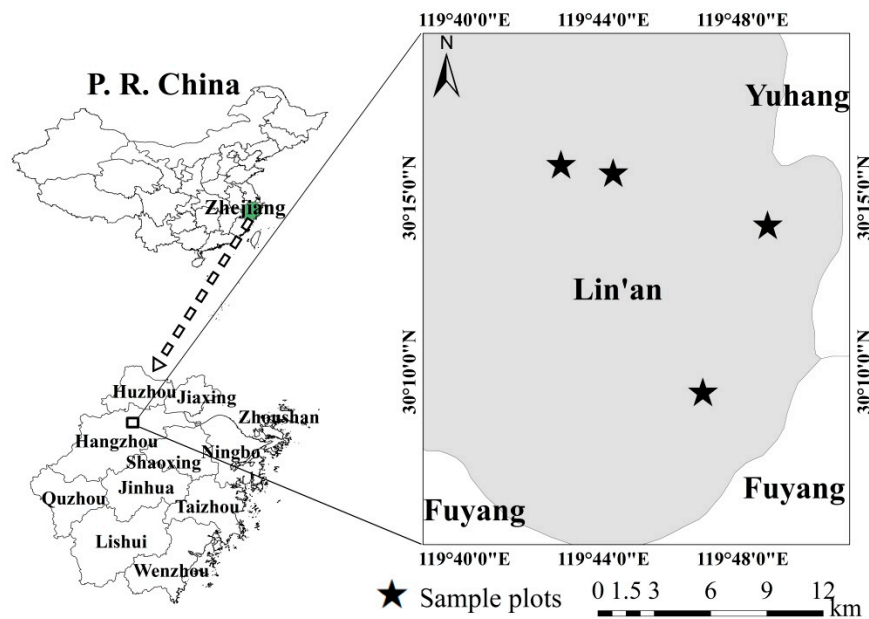 119°40'0"E 119°44'0"E 119°48'0"E
N
P. R. China
Yuhang
Zhejiang
30°15'0"N
30°15'0"N
Lin'an
30°10'0"N
30°10'0"N
Huzhou
Jiaxing
Zhoushan
Hangzhou
Ningbo
Shaoxing
Quzhou
Jinhua
Taizhou
Lishui
Wenzhou
Fuyang
Fuyang
119°40'0"E 119°44'0"E 119°48'0"E
Sample plots
0 1.5 3 6 9 12
km